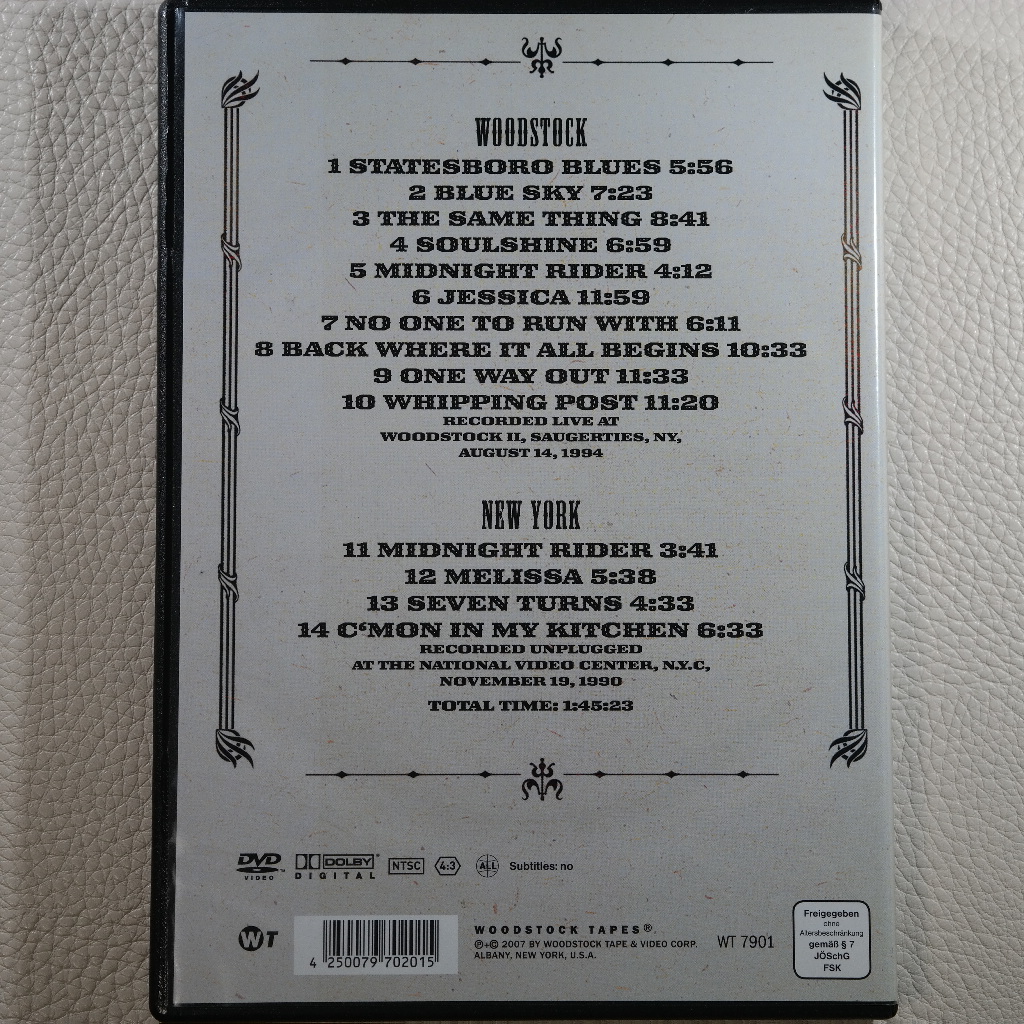 WOODSTOCK
1 STATESBORO BLUES 5:56
2 BLUE SKY 7:23
3 THE SAME THING 8:41
4 SOULSHINE 6:59
5 MIDNIGHT RIDER 4:12
6 JESSICA 11:59
7 NO ONE TO RUN WITH 6:11
8 BACK WHERE IT ALL BEGINS 10:33
9 ONE WAY OUT 11:33
10 WHIPPING POST 11:20
RECORDED LIVE AT
WOODSTOCK II, SAUGERTIES, NY,
AUGUST 14, 1994
NEW YORK
11 MIDNIGHT RIDER 3:41
12 MELISSA 5:38
13 SEVEN TURNS 4:33
14 C‘MON IN MY KITCHEN 6:33
RECORDED UNPLUGGED
AT THE NATIONAL VIDEO CENTER, N.Y.C,
NOVEMBER 19, 1990
TOTAL TIME: 1:45:23
DVD VIDEO DOLBY DIGITAL NTSC 4:3 ALL Subtitles: no
WT
4 250079 702015
WOODSTOCK TAPES®.
℗+© 2007 BY WOODSTOCK TAPE & VIDEO CORP.
ALBANY, NEW YORK, U.S.A.
WT 7901
Freigegeben
ohne
Altersbeschränkung
gemäß § 7
JÖSchG
FSK